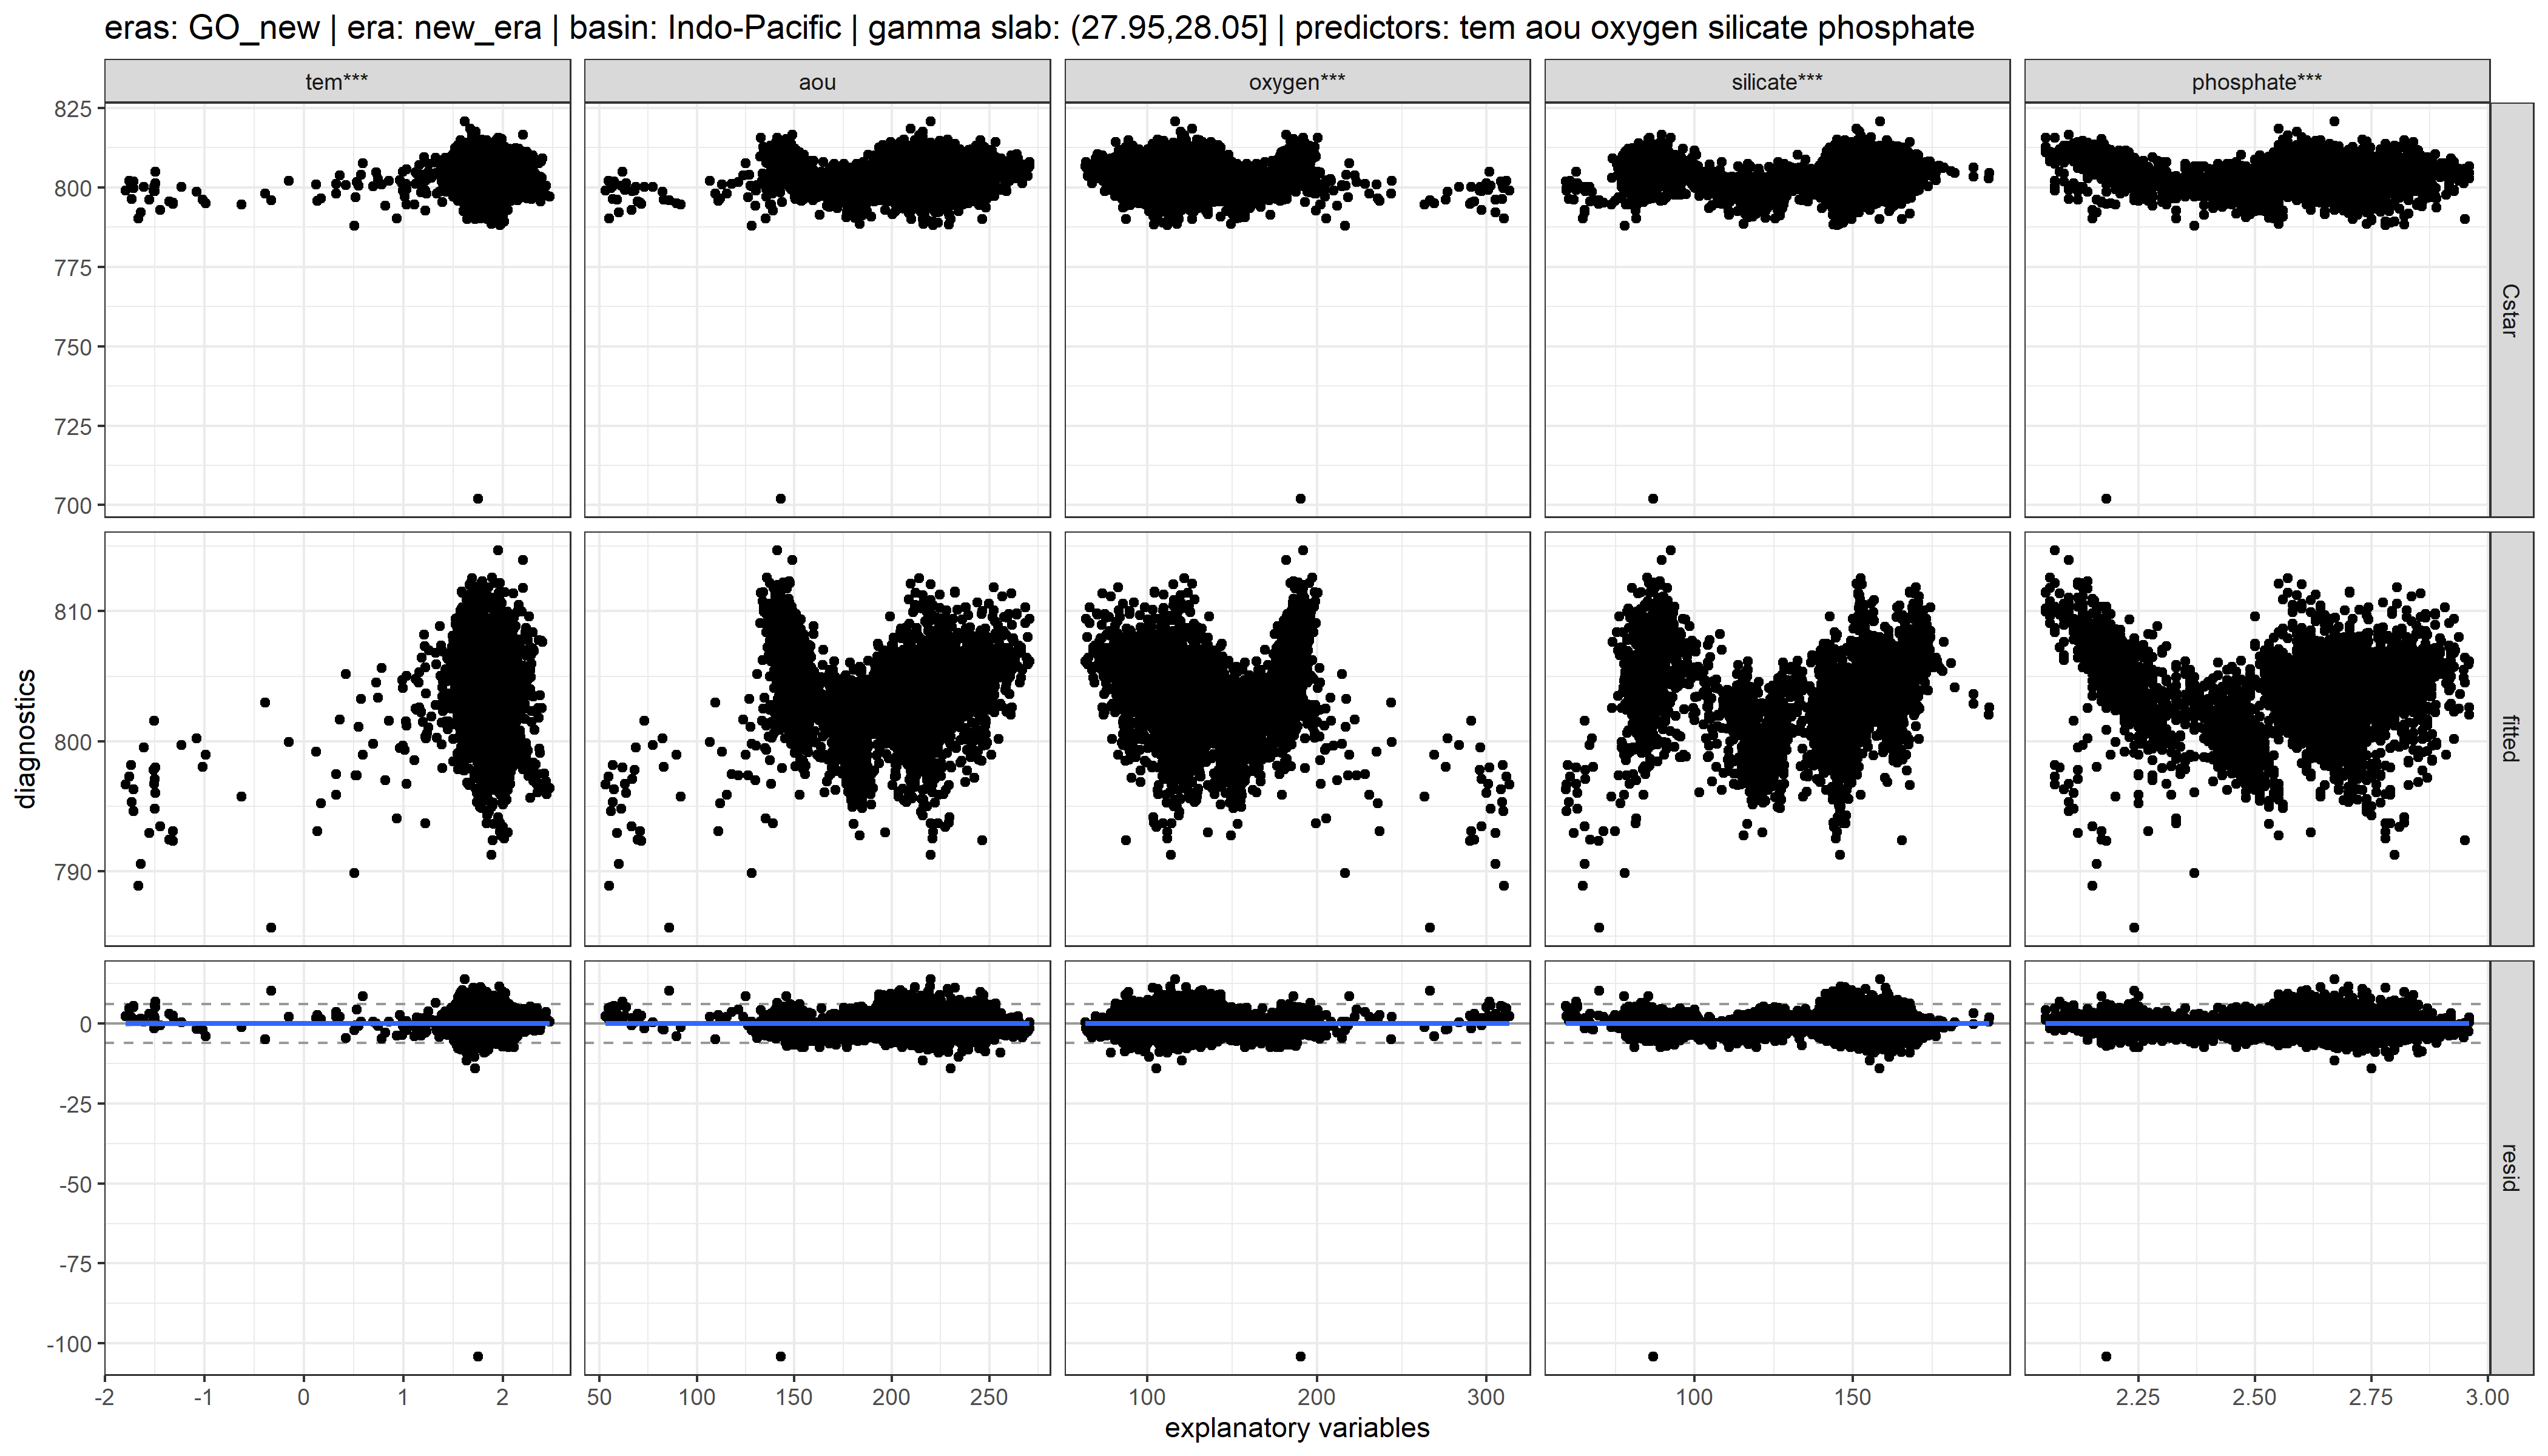 eras: GO_new | era: new_era | basin: Indo-Pacific | gamma slab: (27.95,28.05] | predictors: tem aou oxygen silicate phosphate
tem*** aou oxygen*** silicate*** phosphate***
825
800
775
750
725
700
Cstar
810
800
790
fitted
0
-25
-50
-75
-100
resid
diagnostics
-2 -1 0 1 2 50 100 150 200 250 100 200 300 100 150 2.25 2.50 2.75 3.00
explanatory variables